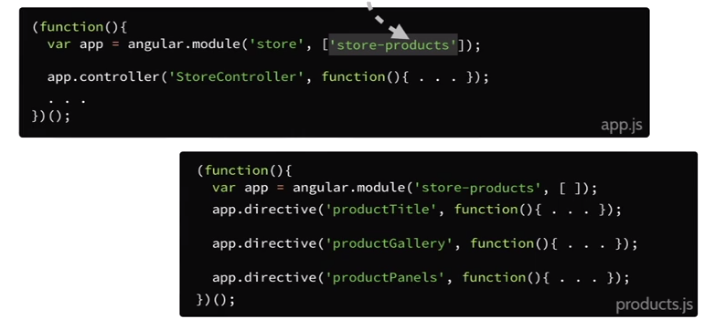 (function(){
var app = angular.module('store', ['store-products']);
app.controller('StoreController', function(){ . . . });
. . .
})();
app.js
(function(){
var app = angular.module('store-products', [ ]);
app.directive('productTitle', function(){ . . . });
app.directive('productGallery', function(){ . . . });
app.directive('productPanels', function(){ . . . });
})();
products.js